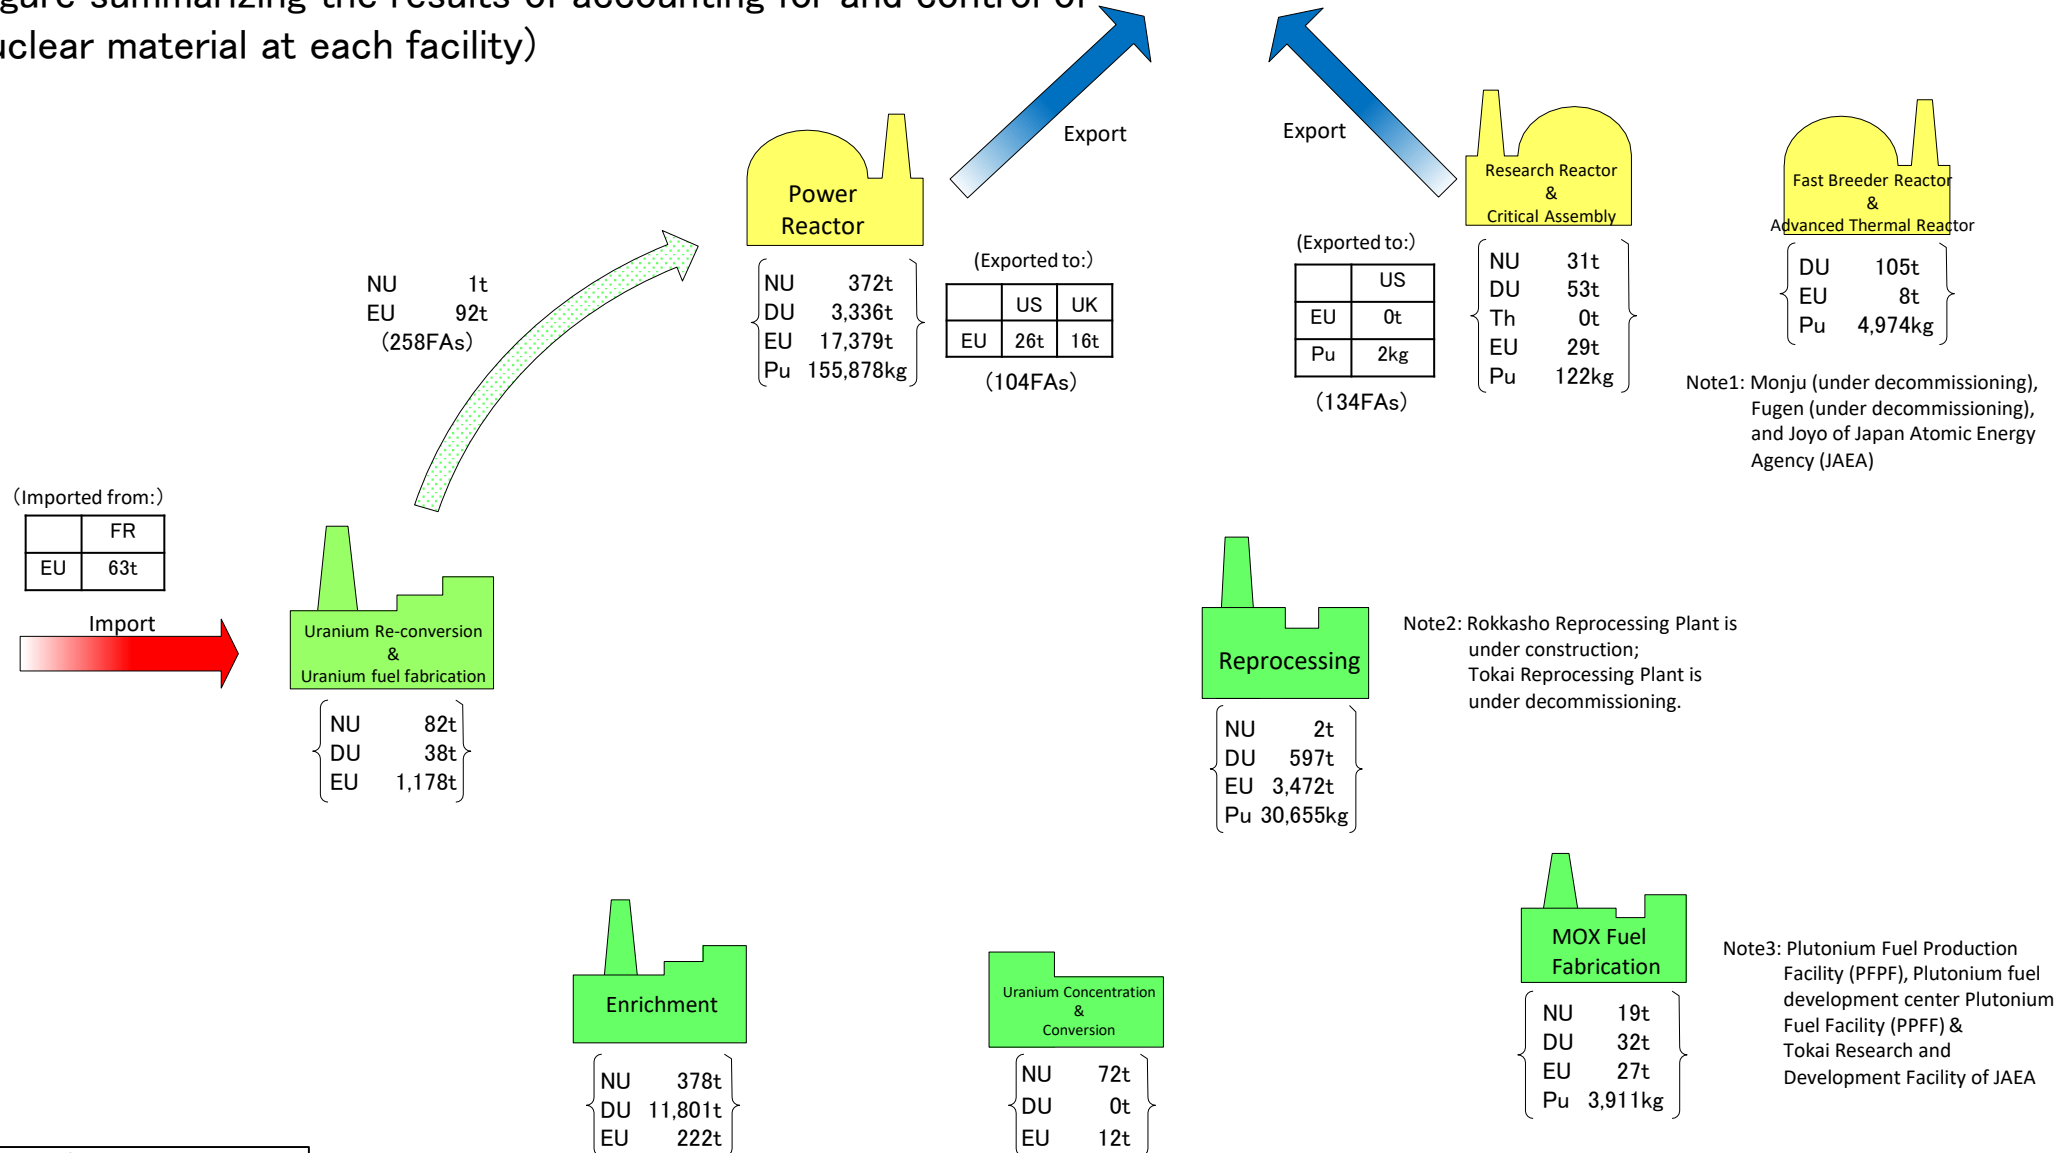 uclear material at each facility）
Export
Export
Power
Reactor
Research Reactor
&
Critical Assembly
Fast Breeder Reactor
&
Advanced Thermal Reactor
NU 1t
EU 92t
（258FAs）
NU 372t
DU 3,336t
EU 17,379t
Pu 155,878kg
(Exported to:）
US UK
EU 26t 16t
（104FAs）
(Exported to:）
US
EU 0t
Pu 2kg
（134FAs）
NU 31t
DU 53t
Th 0t
EU 29t
Pu 122kg
DU 105t
EU 8t
Pu 4,974kg
Note1: Monju (under decommissioning),
Fugen (under decommissioning),
and Joyo of Japan Atomic Energy
Agency (JAEA)
（Imported from:）
FR
EU 63t
Import
Uranium Re-conversion
&
Uranium fuel fabrication
NU 82t
DU 38t
EU 1,178t
Reprocessing
NU 2t
DU 597t
EU 3,472t
Pu 30,655kg
Note2: Rokkasho Reprocessing Plant is
under construction;
Tokai Reprocessing Plant is
under decommissioning.
Enrichment
NU 378t
DU 11,801t
EU 222t
Uranium Concentration
&
Conversion
NU 72t
DU 0t
EU 12t
MOX Fuel
Fabrication
NU 19t
DU 32t
EU 27t
Pu 3,911kg
Note3: Plutonium Fuel Production
Facility (PFPF), Plutonium fuel
development center Plutonium
Fuel Facility (PPFF) &
Tokai Research and
Development Facility of JAEA